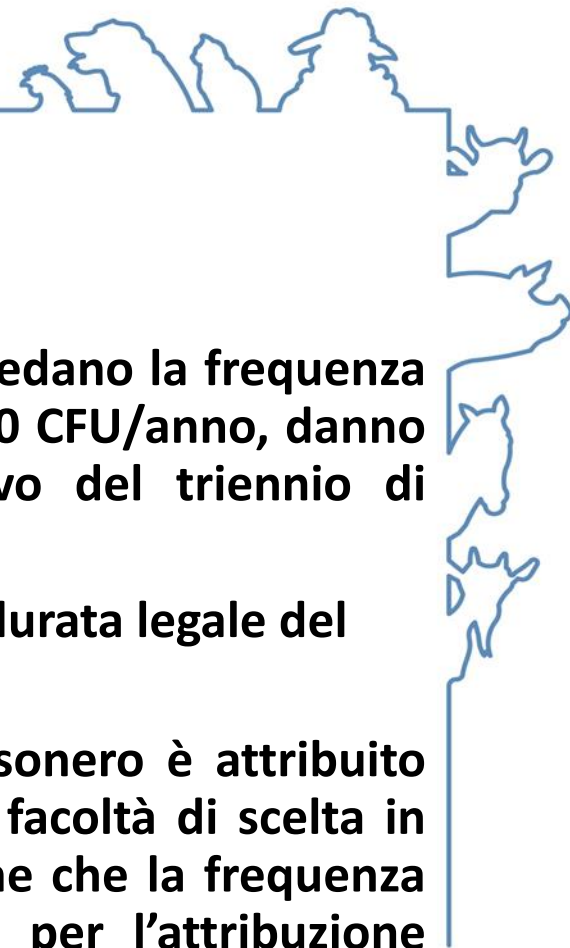 edano la frequenza
0 CFU/anno, danno
vo del triennio di
durata legale del
sonero è attribuito
facoltà di scelta in
ne che la frequenza
per l’attribuzione